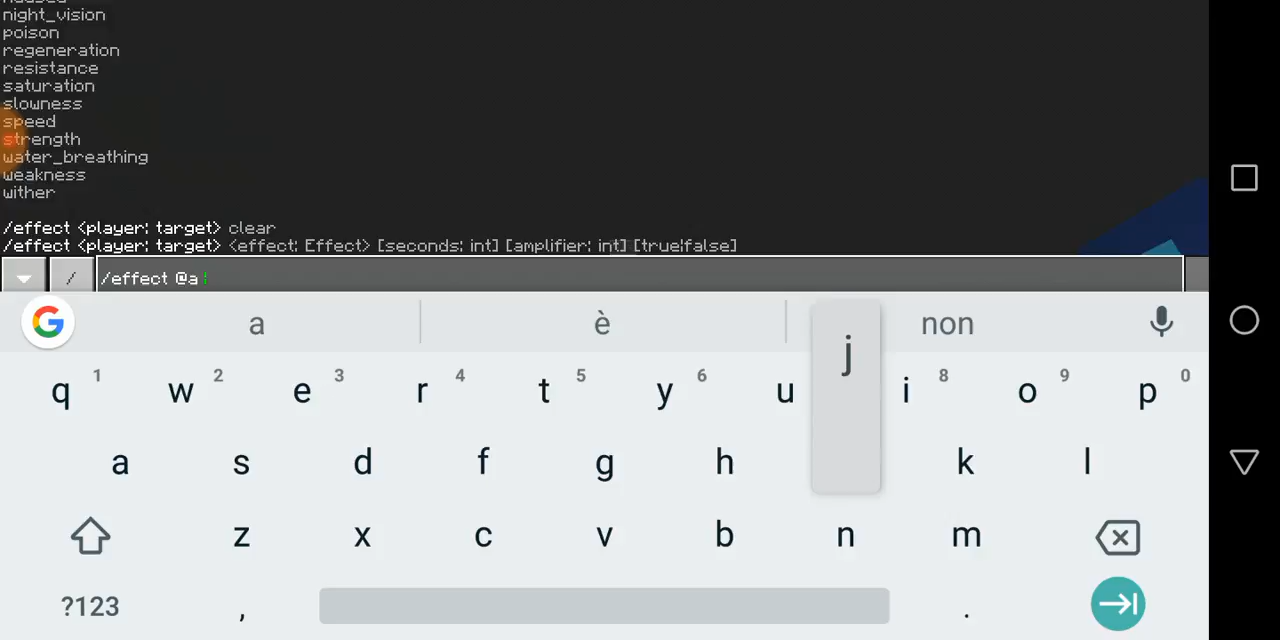 night_vision
poison
regeneration
resistance
saturation
slowness
speed
strength
water_breathing
weakness
wither
/effect <player: target> clear
/effect <player: target> <effect: Effect> [seconds: int] [amplifier: int] [true|false]
/ /effect @a
a è non
j
q 1 w 2 e 3 r 4 t 5 y 6 u i 8 o 9 p 0
a s d f g h k l
z x c v b n m
?123 , .